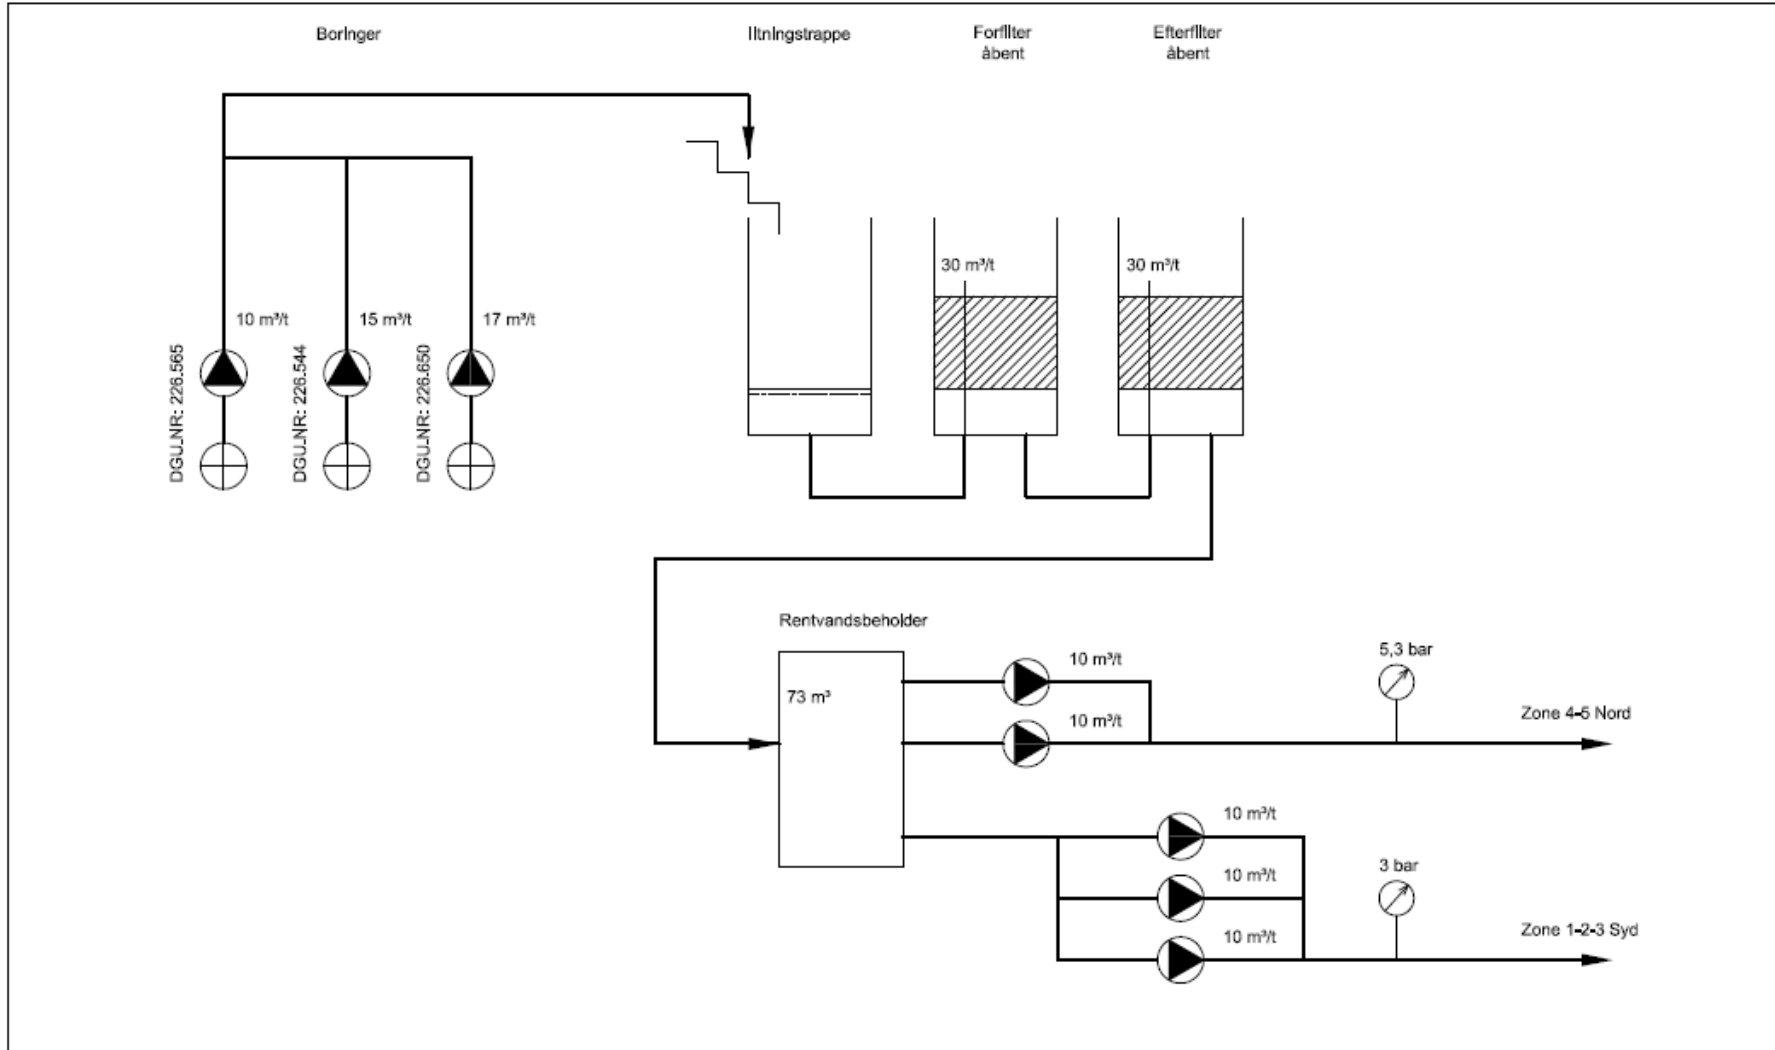 Boringer
Iltningstrappe
Forfilter
åbent
Efterfilter
åbent
30 m³/t
30 m³/t
10 m³/t
15 m³/t
17 m³/t
DGU.NR: 226.565
DGU.NR: 226.544
DGU.NR: 226.650
Rentvandsbeholder
73 m³
10 m³/t
10 m³/t
5,3 bar
Zone 4-5 Nord
10 m³/t
10 m³/t
10 m³/t
3 bar
Zone 1-2-3 Syd